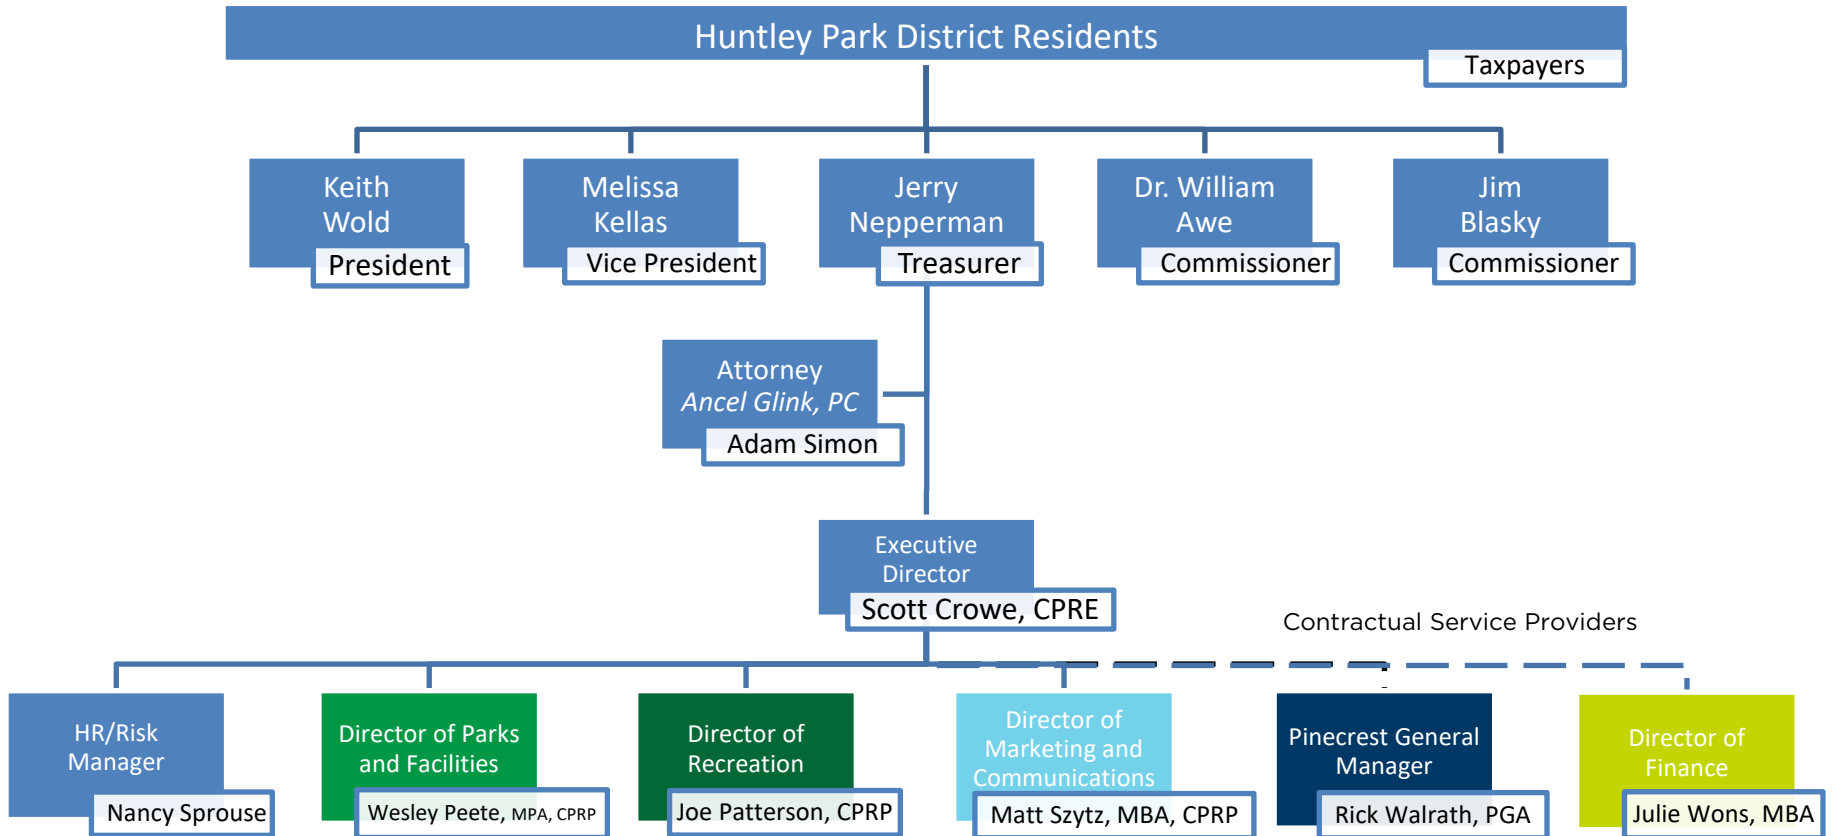 Huntley Park District Residents
Taxpayers
Keith
Wold
President
Melissa
Kellas
Vice President
Jerry
Nepperman
Treasurer
Dr. William
Awe
Commissioner
Jim
Blasky
Commissioner
Attorney
Ancel Glink, PC
Adam Simon
Executive
Director
Scott Crowe, CPRE
Contractual Service Providers
HR/Risk
Manager
Nancy Sprouse
Director of Parks
and Facilities
Wesley Peete, MPA, CPRP
Director of
Recreation
Joe Patterson, CPRP
Director of
Marketing and
Communications
Matt Szytz, MBA, CPRP
Pinecrest General
Manager
Rick Walrath, PGA
Director of
Finance
Julie Wons, MBA